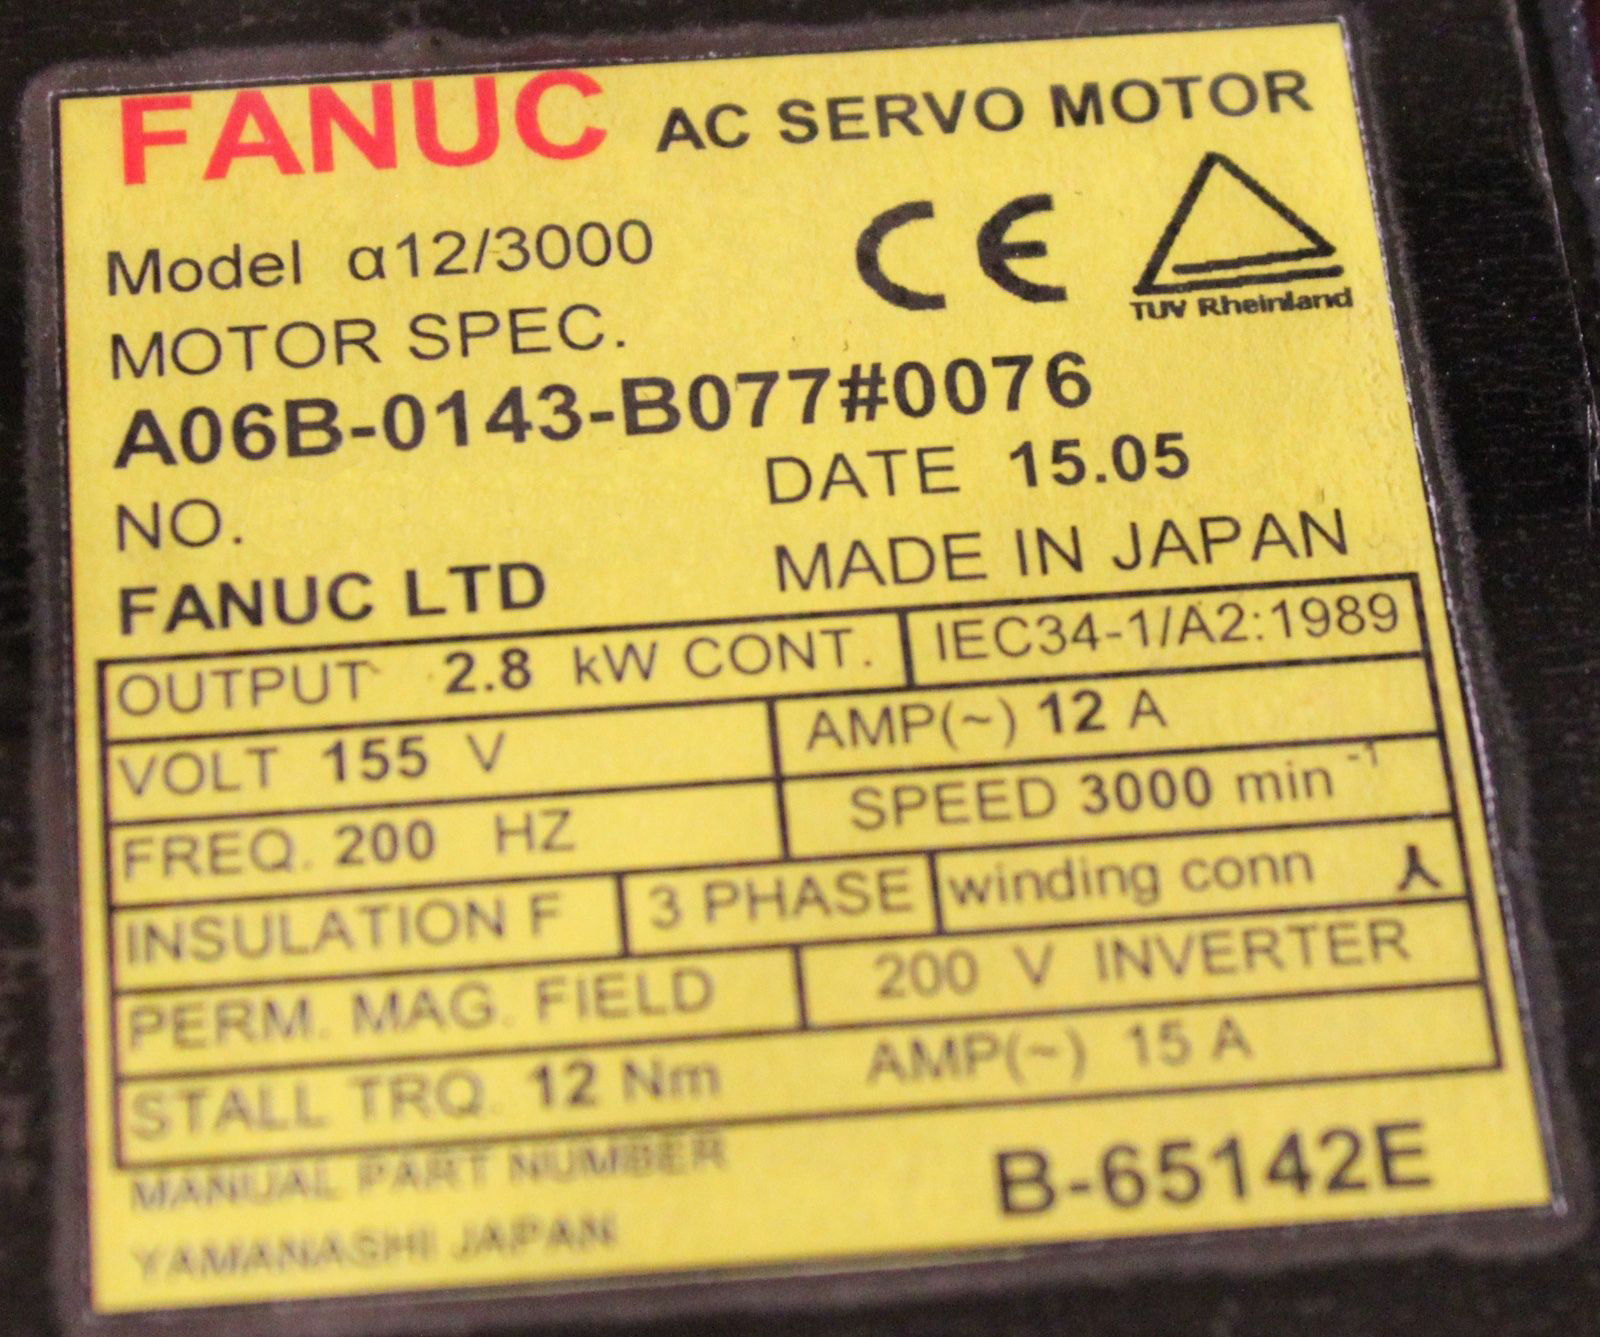 FANUC AC SERVO MOTOR
Model α12/3000
CE
TUV Rheinland
MOTOR SPEC.
A06B-0143-B077#0076
NO. DATE 15.05
FANUC LTD MADE IN JAPAN
OUTPUT 2.8 kW CONT. IEC34-1/A2:1989
VOLT 155 V AMP(~) 12 A
FREQ. 200 HZ SPEED 3000 min⁻¹
INSULATION F 3 PHASE winding conn
PERM. MAG. FIELD 200 V INVERTER
STALL TRQ. 12 Nm AMP(~) 15 A
MANUAL PART NUMBER B-65142E
YAMANASHI JAPAN